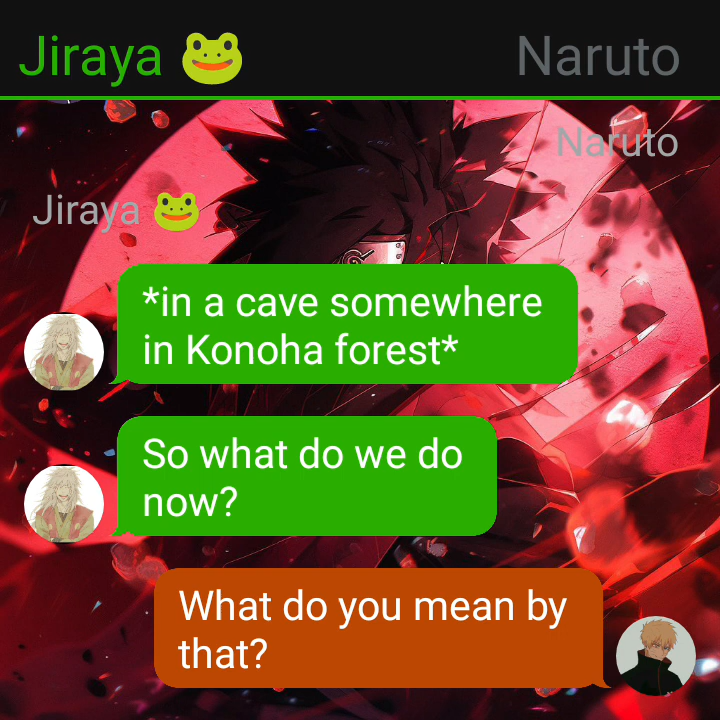 Jiraya 🐸 Naruto
Naruto
Jiraya 🐸
*in a cave somewhere
in Konoha forest*
So what do we do
now?
What do you mean by
that?